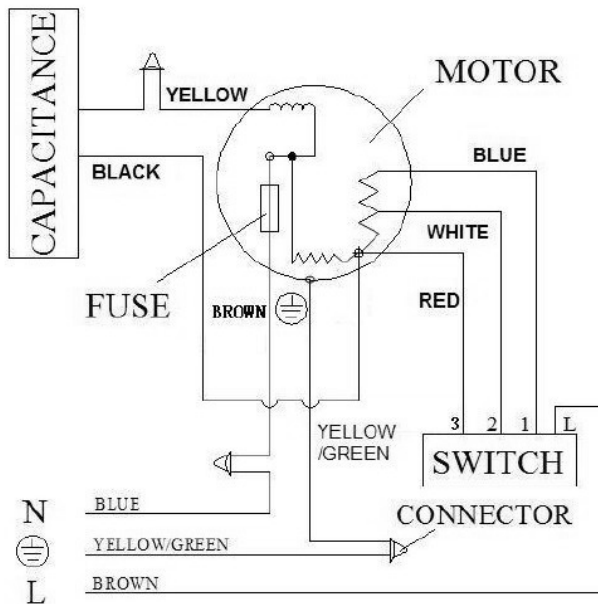 CAPACITANCE
MOTOR
YELLOW
BLUE
BLACK
WHITE
FUSE
BROWN
RED
YELLOW
/GREEN
3 2 1 L
SWITCH
N BLUE
CONNECTOR
YELLOW/GREEN
L BROWN